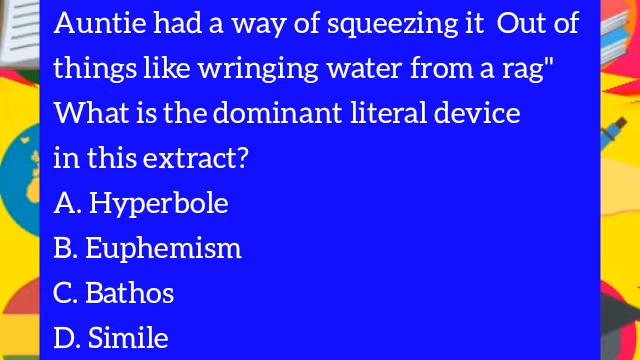 Auntie had a way of squeezing it Out of
things like wringing water from a rag"
What is the dominant literal device
in this extract?
A. Hyperbole
B. Euphemism
C. Bathos
D. Simile